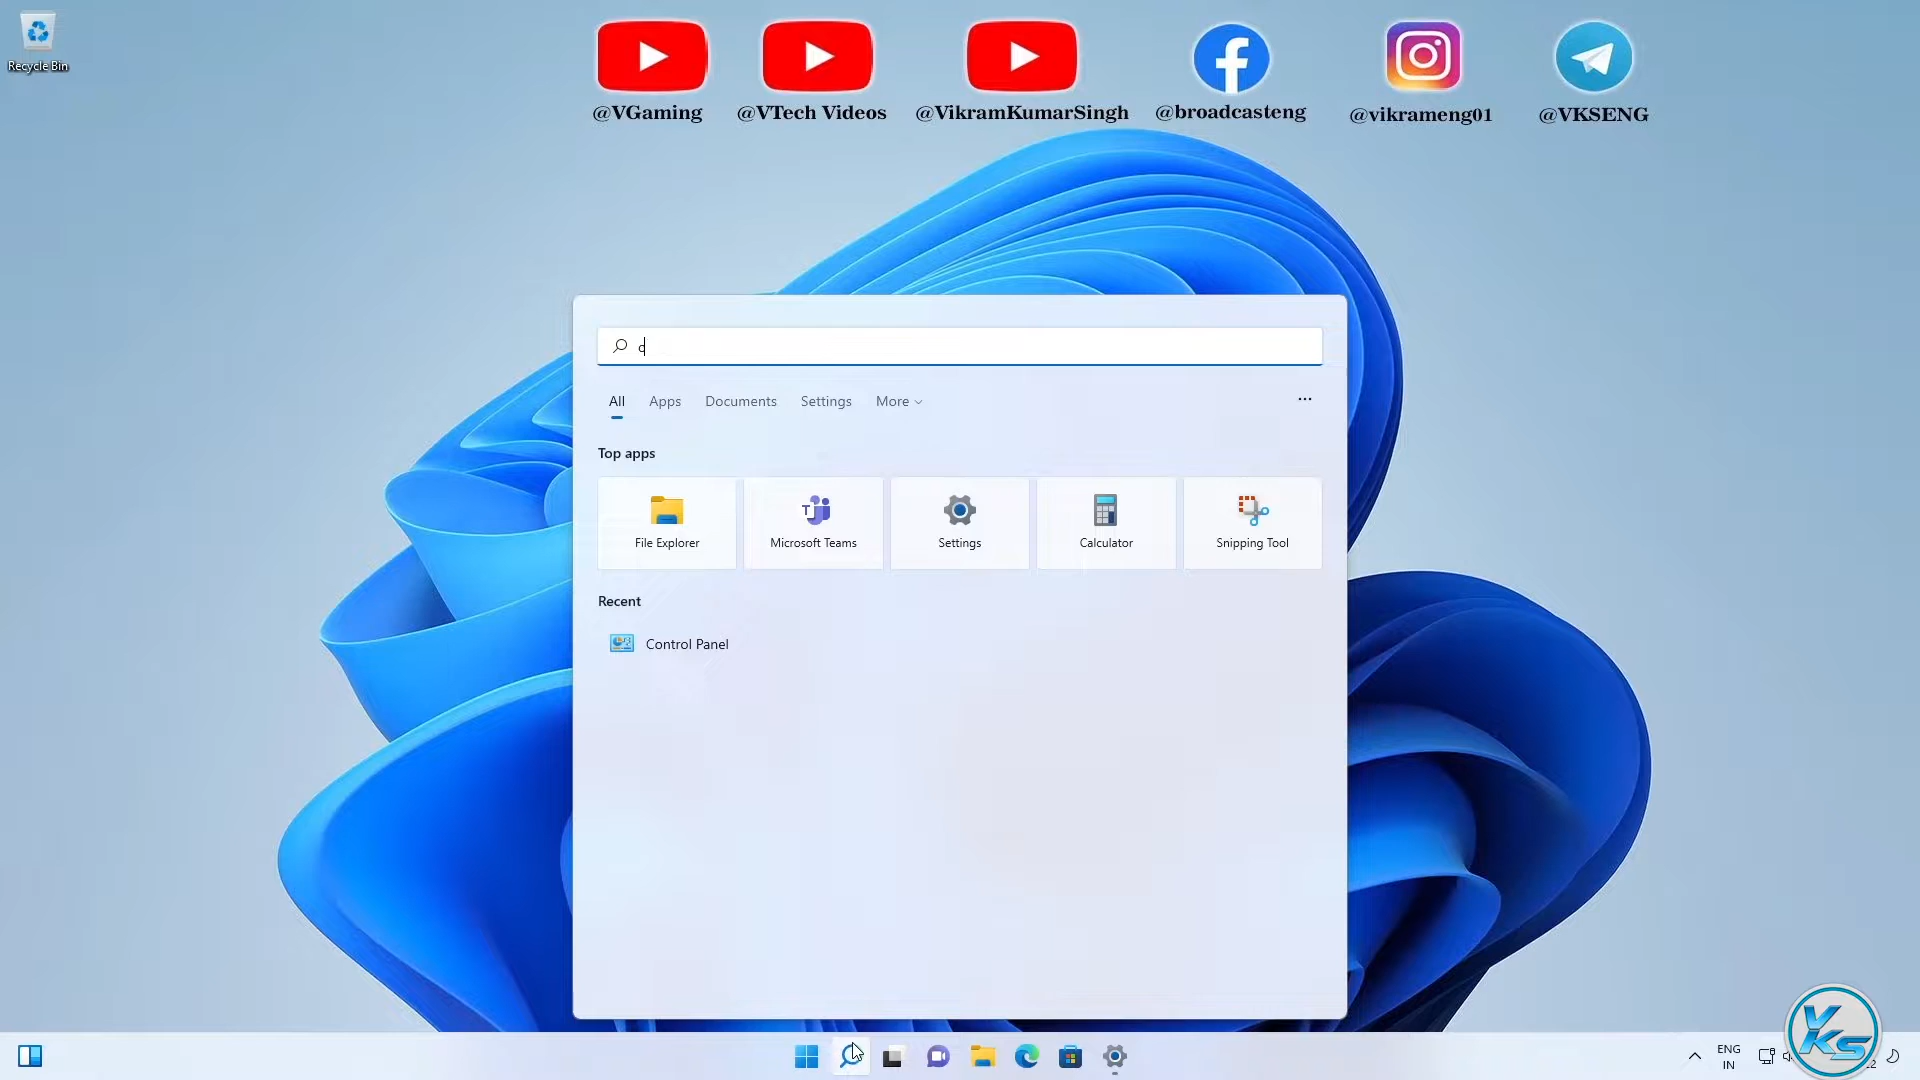 Recycle Bin
@VGaming
@VTech Videos
@VikramKumarSingh
@broadcasteng
@vikrameng01
@VKSENG
c
All
Apps
Documents
Settings
More
Top apps
File Explorer
Microsoft Teams
Settings
Calculator
Snipping Tool
Recent
Control Panel
ENG
IN
VKS